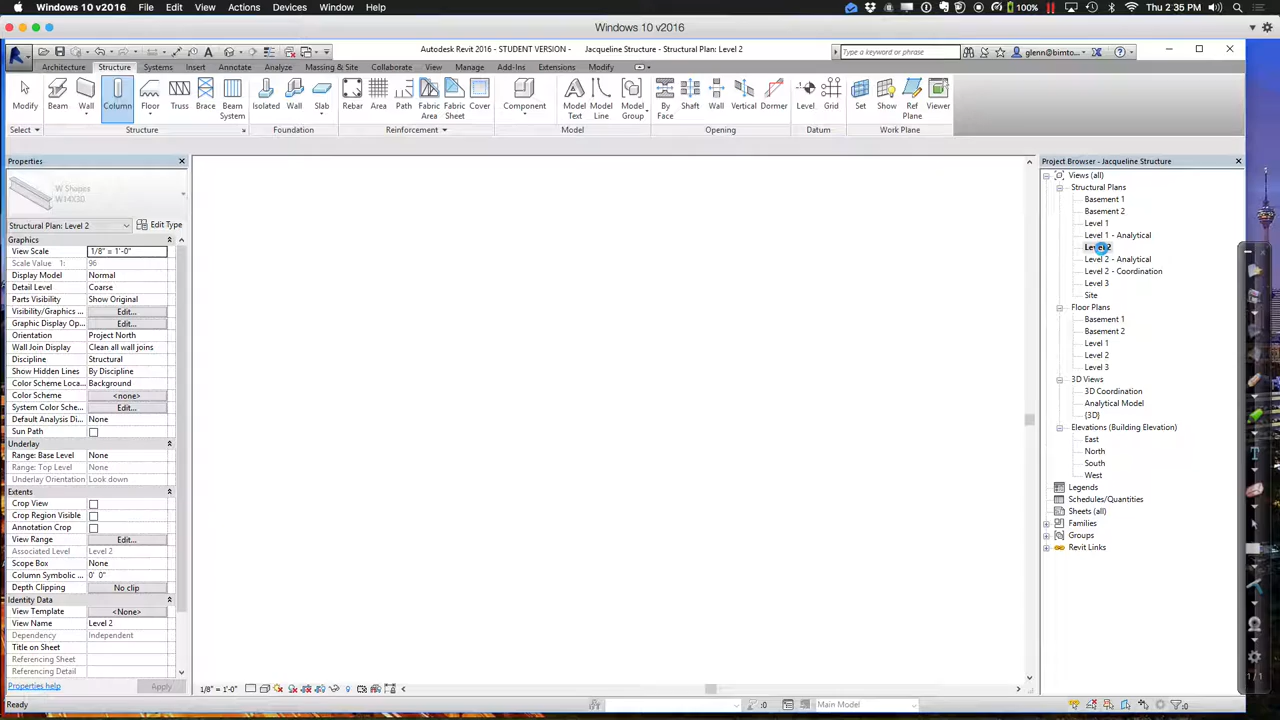 Windows 10 v2016 File Edit View Actions Devices Window Help 100% Thu 2:35 PM
Windows 10 v2016
Autodesk Revit 2016 - STUDENT VERSION - Jacqueline Structure - Structural Plan: Level 2 Type a keyword or phrase glenn@bimto...
Architecture Structure Systems Insert Annotate Analyze Massing & Site Collaborate View Manage Add-Ins Extensions Modify
Modify Beam Wall Column Floor Truss Brace Beam System Isolated Wall Slab Rebar Area Path Fabric Area Fabric Sheet Cover Component Model Text Model Line Model Group By Face Shaft Wall Vertical Dormer Level Grid Set Show Ref Plane Viewer
Select Structure Foundation Reinforcement Model Opening Datum Work Plane
Properties
W Shapes
W14X30
Structural Plan: Level 2 Edit Type
Graphics
View Scale 1/8" = 1'-0"
Scale Value 1: 96
Display Model Normal
Detail Level Coarse
Parts Visibility Show Original
Visibility/Graphics ... Edit...
Graphic Display Op... Edit...
Orientation Project North
Wall Join Display Clean all wall joins
Discipline Structural
Show Hidden Lines By Discipline
Color Scheme Loca... Background
Color Scheme <none>
System Color Sche... Edit...
Default Analysis Di... None
Sun Path
Underlay
Range: Base Level None
Range: Top Level None
Underlay Orientation Look down
Extents
Crop View
Crop Region Visible
Annotation Crop
View Range Edit...
Associated Level Level 2
Scope Box None
Column Symbolic ... 0' 0"
Depth Clipping No clip
Identity Data
View Template <None>
View Name Level 2
Dependency Independent
Title on Sheet
Referencing Sheet
Referencing Detail
Properties help Apply
1/8" = 1'-0"
Ready :0 Main Model :0
Project Browser - Jacqueline Structure
Views (all)
Structural Plans
Basement 1
Basement 2
Level 1
Level 1 - Analytical
Level 2
Level 2 - Analytical
Level 2 - Coordination
Level 3
Site
Floor Plans
Basement 1
Basement 2
Level 1
Level 2
Level 3
3D Views
3D Coordination
Analytical Model
{3D}
Elevations (Building Elevation)
East
North
South
West
Legends
Schedules/Quantities
Sheets (all)
Families
Groups
Revit Links
1 / 1